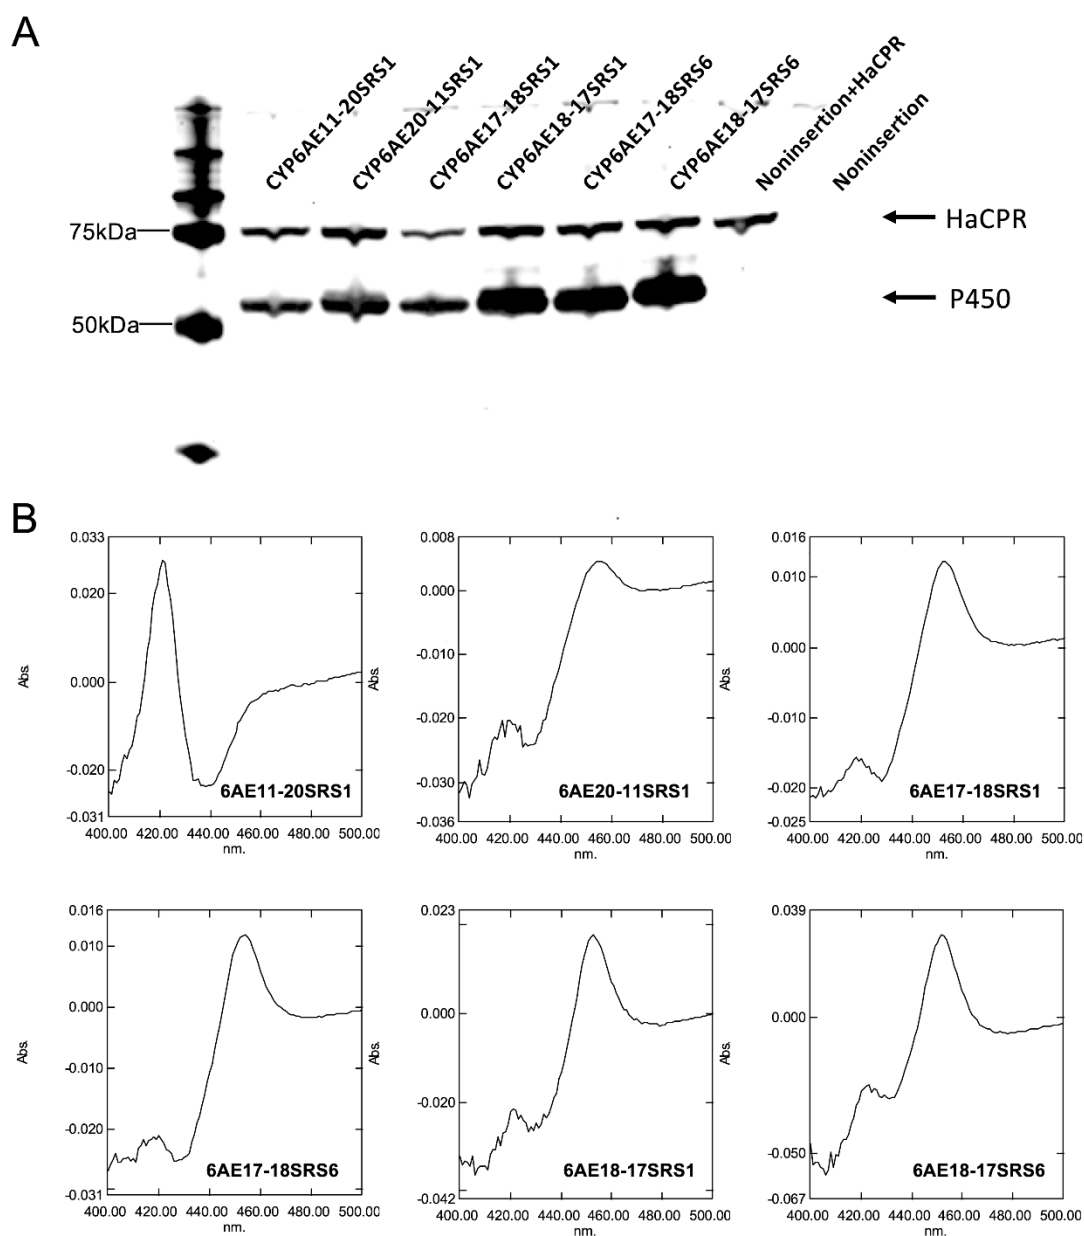 A
CYP6AE11-20SRS1
CYP6AE20-11SRS1
CYP6AE17-18SRS1
CYP6AE18-17SRS1
CYP6AE17-18SRS6
CYP6AE18-17SRS6
Noninsertion+HaCPR
Noninsertion
75kDa
HaCPR
P450
50kDa
B
0.033
0.020
0.000
-0.020
-0.031
Abs.
400.00 420.00 440.00 460.00 480.00 500.00
nm.
6AE11-20SRS1
0.008
0.000
-0.010
-0.020
-0.030
-0.036
Abs.
400.00 420.00 440.00 460.00 480.00 500.00
nm.
6AE20-11SRS1
0.016
0.010
0.000
-0.010
-0.020
-0.025
Abs.
400.00 420.00 440.00 460.00 480.00 500.00
nm.
6AE17-18SRS1
0.016
0.010
0.000
-0.010
-0.020
-0.031
Abs.
400.00 420.00 440.00 460.00 480.00 500.00
nm.
6AE17-18SRS6
0.023
0.000
-0.020
-0.042
Abs.
400.00 420.00 440.00 460.00 480.00 500.00
nm.
6AE18-17SRS1
0.039
0.000
-0.050
-0.067
Abs.
400.00 420.00 440.00 460.00 480.00 500.00
nm.
6AE18-17SRS6